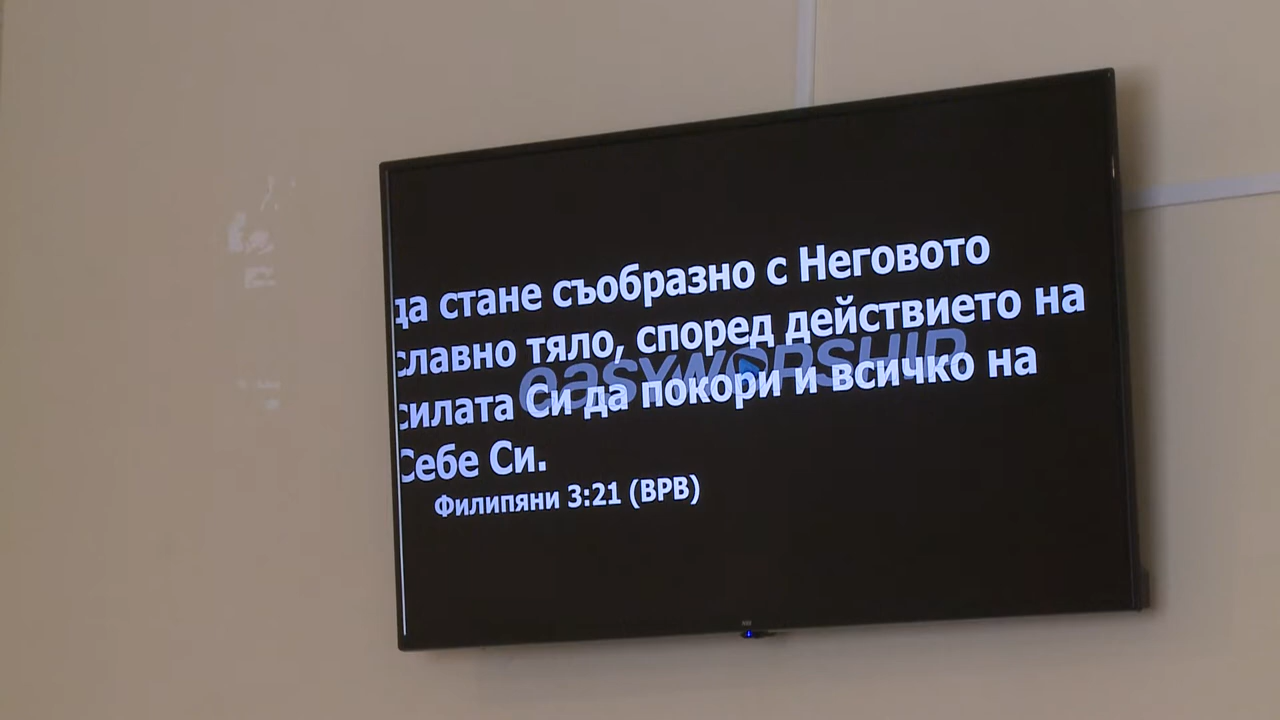 да стане съобразно с Неговото
славно тяло, според действието на
easyworship
силата Си да покори и всичко на
Себе Си.
Филипяни 3:21 (ВРВ)